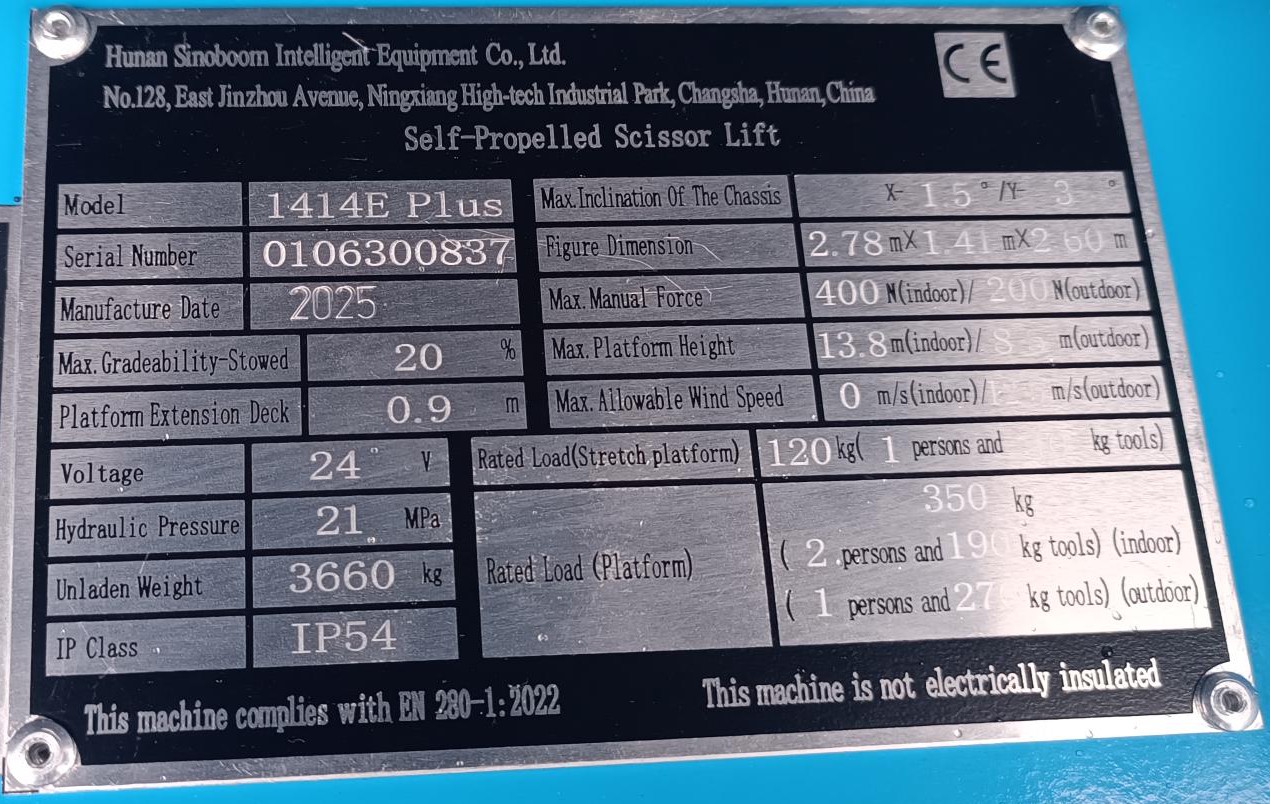 Hunan Sinoboom Intelligent Equipment Co., Ltd.
CE
No.128, East Jinzhou Avenue, Ningxiang High-tech Industrial Park, Changsha, Hunan, China
Self-Propelled Scissor Lift
Model 1414E Plus
Serial Number 0106300837
Manufacture Date 2025
Max. Gradeability-Stowed 20 %
Platform Extension Deck 0.9 m
Max. Inclination Of The Chassis X- 1.5 ° /Y- 3 °
Figure Dimension 2.78 mX 1.41 mX 2.60 m
Max. Manual Force 400 N(indoor)/ 200 N(outdoor)
Max. Platform Height 13.8 m(indoor)/ m(outdoor)
Max. Allowable Wind Speed 0 m/s(indoor)/ m/s(outdoor)
Voltage 24 V
Hydraulic Pressure 21 MPa
Unladen Weight 3660 kg
IP Class IP54
Rated Load(Stretch platform) 120 kg( 1 persons and kg tools)
Rated Load (Platform)
350 kg
( 2 persons and 190 kg tools) (indoor)
( 1 persons and kg tools) (outdoor)
This machine complies with EN 280-1:2022
This machine is not electrically insulated